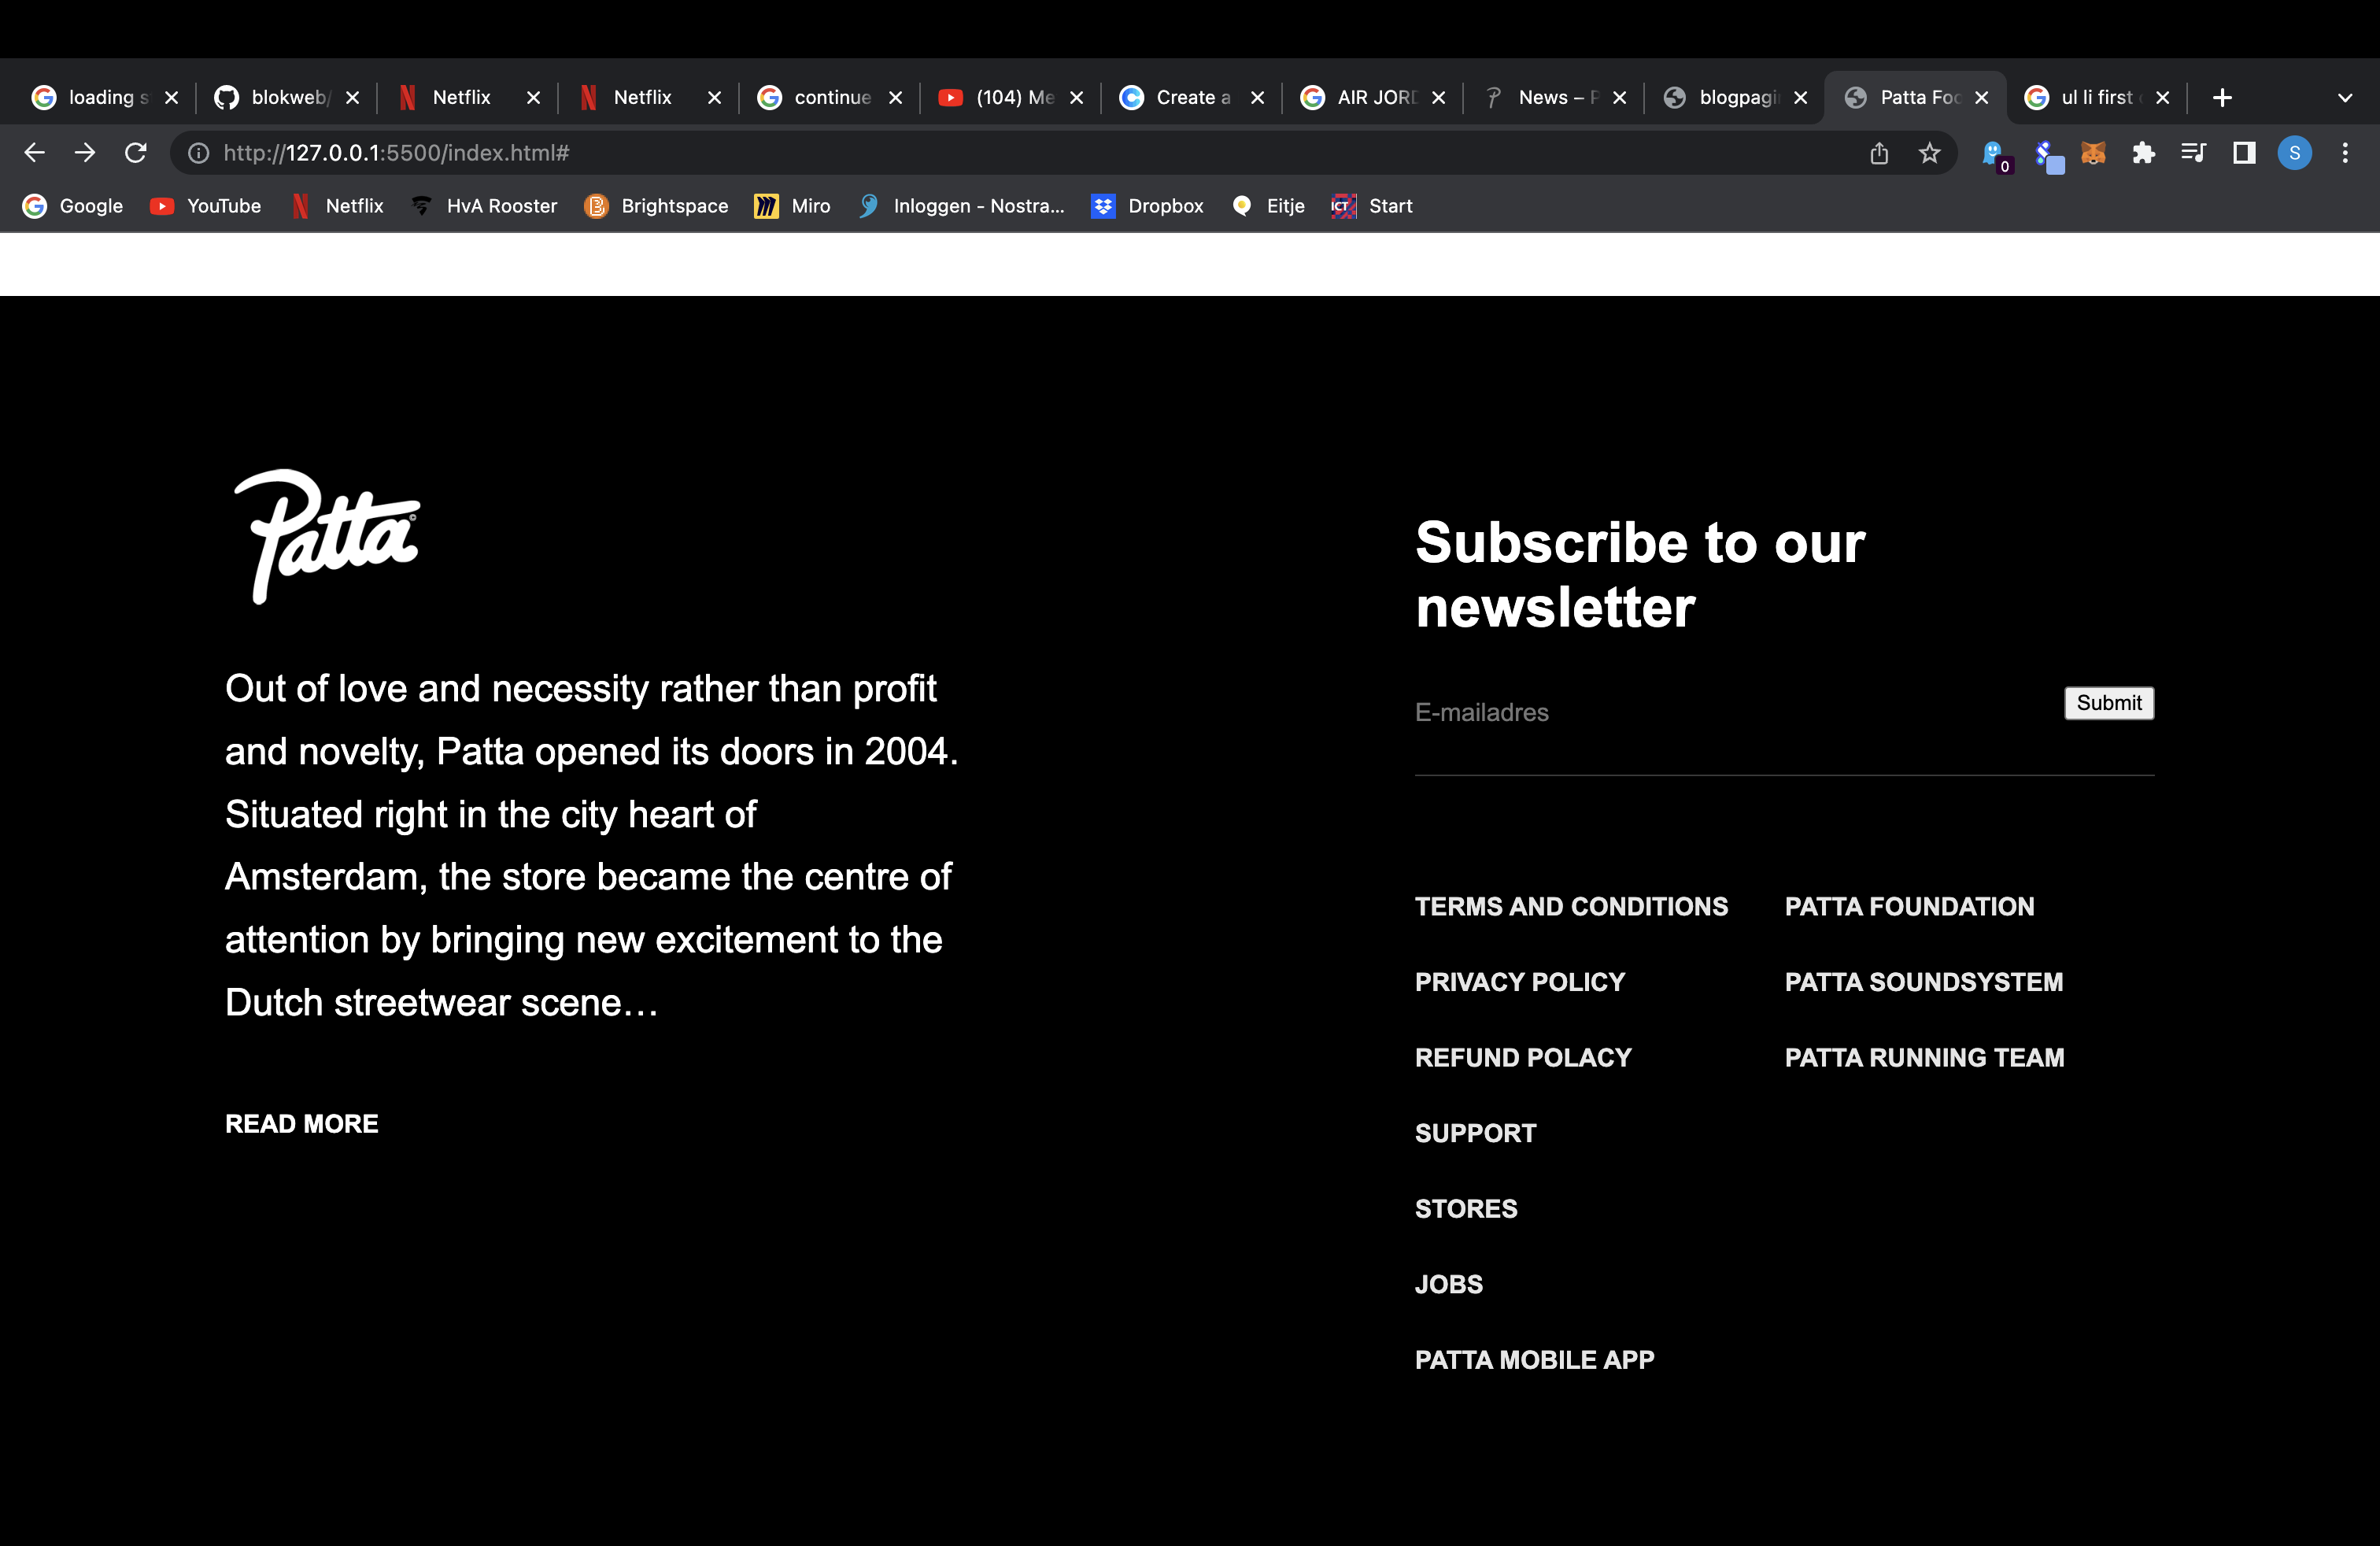 loading s
blokweb/
Netflix
Netflix
continue
(104) Me
Create a
AIR JORD
News – P
blogpagi
Patta Foo
ul li first
http://127.0.0.1:5500/index.html#
0
S
Google
YouTube
Netflix
HvA Rooster
Brightspace
Miro
Inloggen - Nostra...
Dropbox
Eitje
ICT
Start
Patta
Out of love and necessity rather than profit
and novelty, Patta opened its doors in 2004.
Situated right in the city heart of
Amsterdam, the store became the centre of
attention by bringing new excitement to the
Dutch streetwear scene…
READ MORE
Subscribe to our
newsletter
E-mailadres
Submit
TERMS AND CONDITIONS
PRIVACY POLICY
REFUND POLACY
SUPPORT
STORES
JOBS
PATTA MOBILE APP
PATTA FOUNDATION
PATTA SOUNDSYSTEM
PATTA RUNNING TEAM